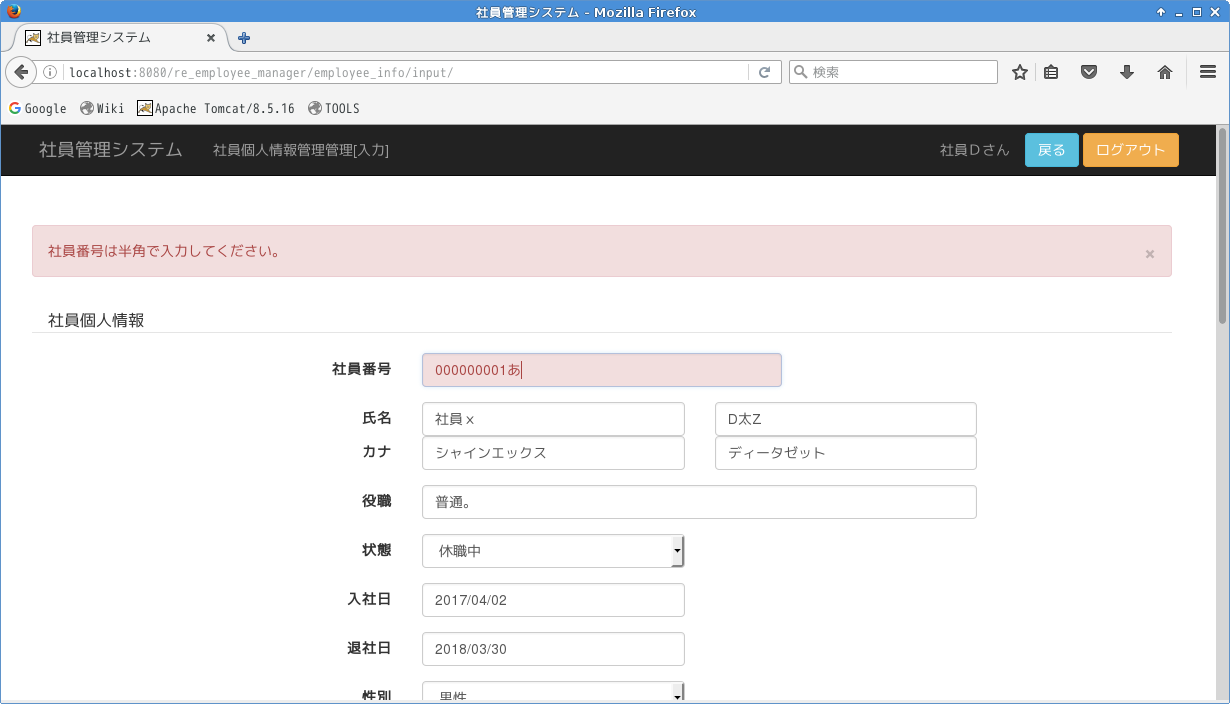 社員管理システム - Mozilla Firefox
社員管理システム
localhost:8080/re_employee_manager/employee_info/input/
検索
Google Wiki Apache Tomcat/8.5.16 TOOLS
社員管理システム 社員個人情報管理管理[入力] 社員Dさん 戻る ログアウト
社員番号は半角で入力してください。 ×
社員個人情報
社員番号 000000001あ
氏名 社員ｘ D太Z
カナ シャインエックス ディータゼット
役職 普通。
状態 休職中
入社日 2017/04/02
退社日 2018/03/30
性別 男性